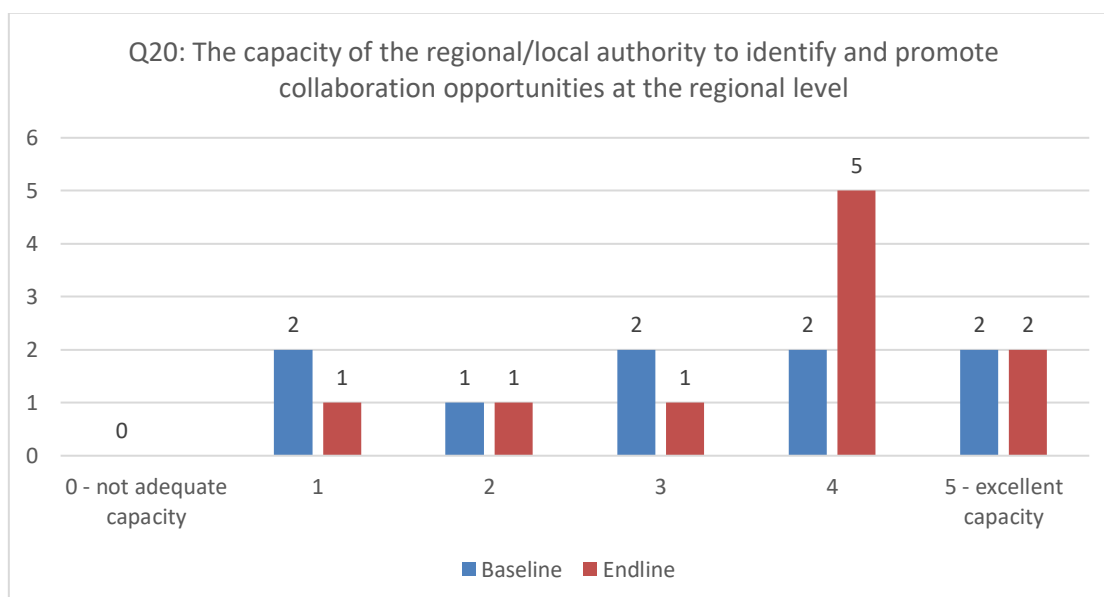 Q20: The capacity of the regional/local authority to identify and promote
collaboration opportunities at the regional level
6
5
4
3
2
1
0
0
2
1
1
1
2
1
2
5
2
2
0 - not adequate
capacity
1
2
3
4
5 - excellent
capacity
Baseline
Endline